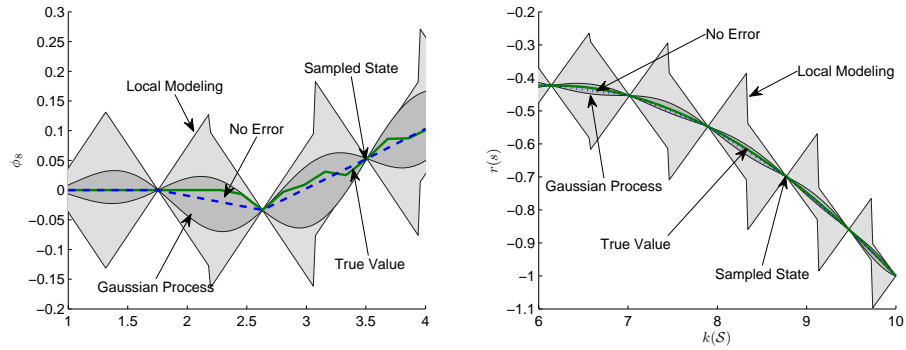 0.3
0.25
0.2
0.15
0.1
0.05
0
−0.05
−0.1
−0.15
−0.2
ϕ₈
1
1.5
2
2.5
3
3.5
4
Local Modeling
No Error
Sampled State
Gaussian Process
True Value
−0.2
−0.3
−0.4
−0.5
−0.6
−0.7
−0.8
−0.9
−1
−1.1
r(s)
6
7
8
9
10
k(S)
No Error
Local Modeling
Gaussian Process
True Value
Sampled State